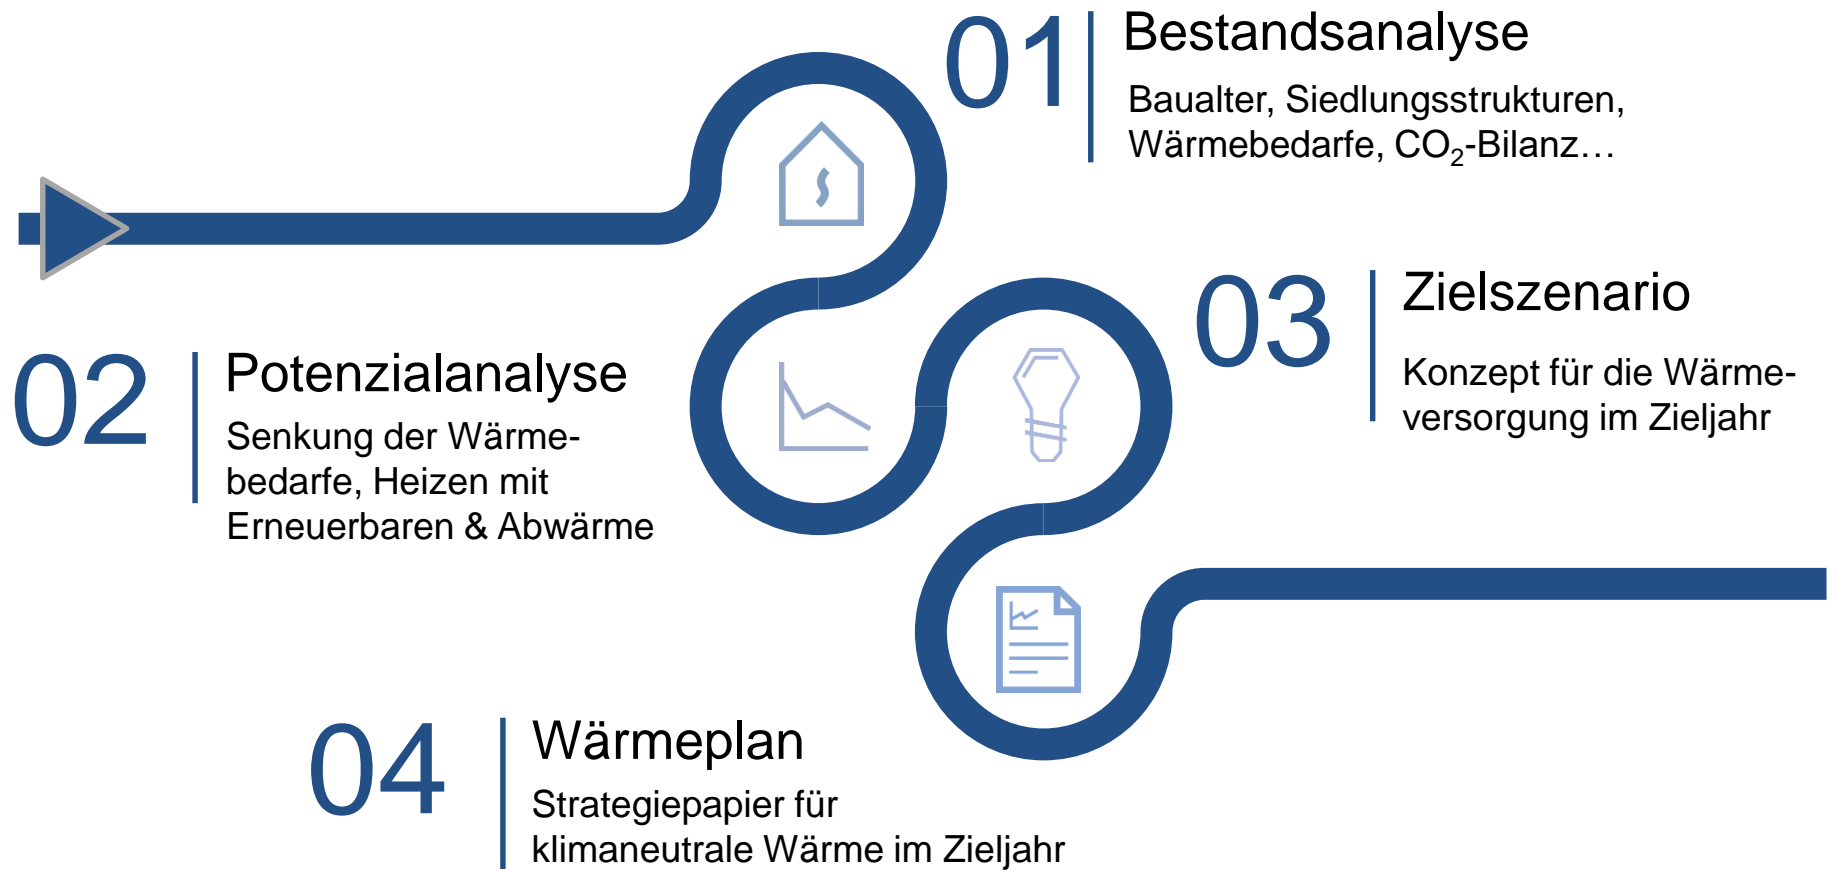 01
Bestandsanalyse
Baualter, Siedlungsstrukturen,
Wärmebedarfe, CO₂-Bilanz…
02
Potenzialanalyse
Senkung der Wärme-
bedarfe, Heizen mit
Erneuerbaren & Abwärme
03
Zielszenario
Konzept für die Wärme-
versorgung im Zieljahr
04
Wärmeplan
Strategiepapier für
klimaneutrale Wärme im Zieljahr